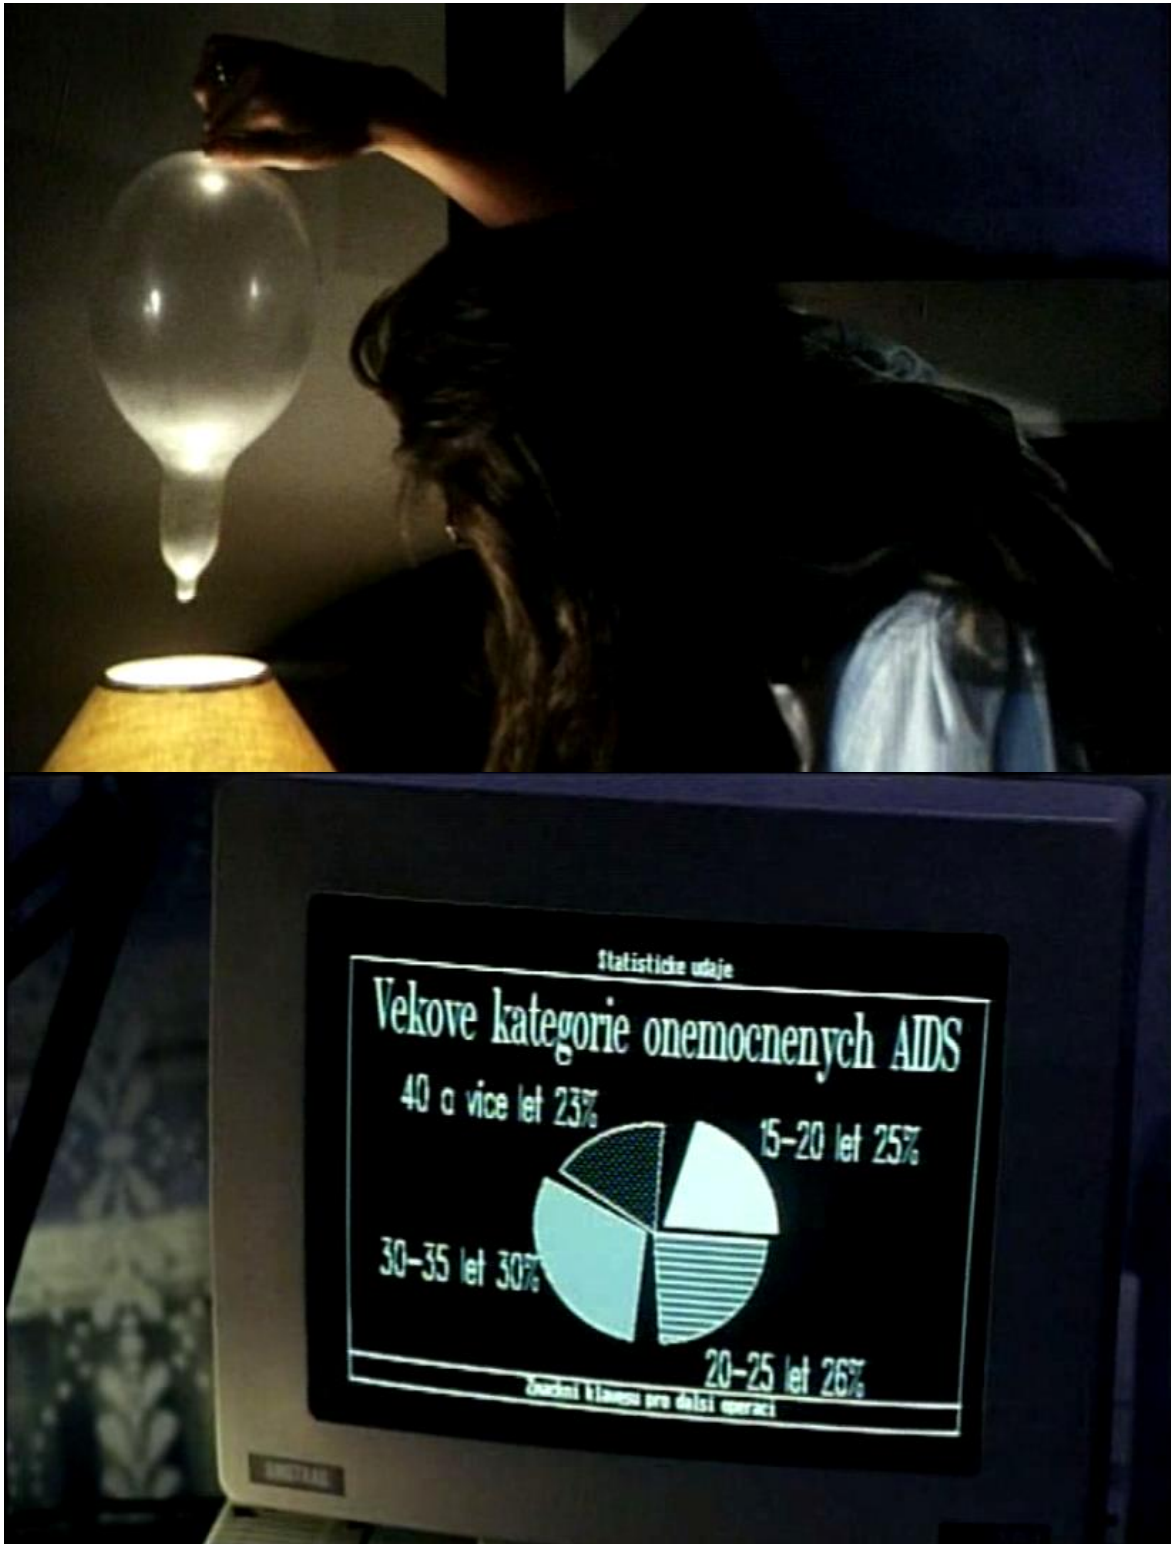 Statisticke udaje
Vekove kategorie onemocnenych AIDS
40 a vice let 23%
15-20 let 25%
30-35 let 30%
20-25 let 26%
klavesu pro dalsi operaci
AMSTRAD